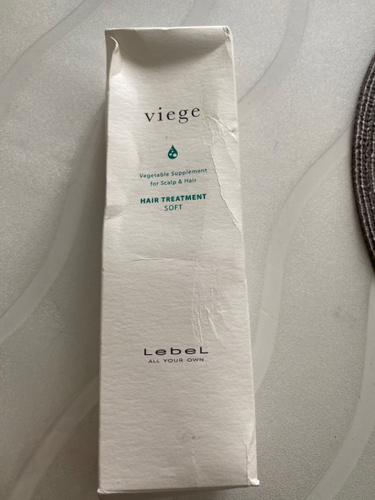 viege
Vegetable Supplement
for Scalp & Hair
HAIR TREATMENT
SOFT
LebeL
ALL YOUR OWN